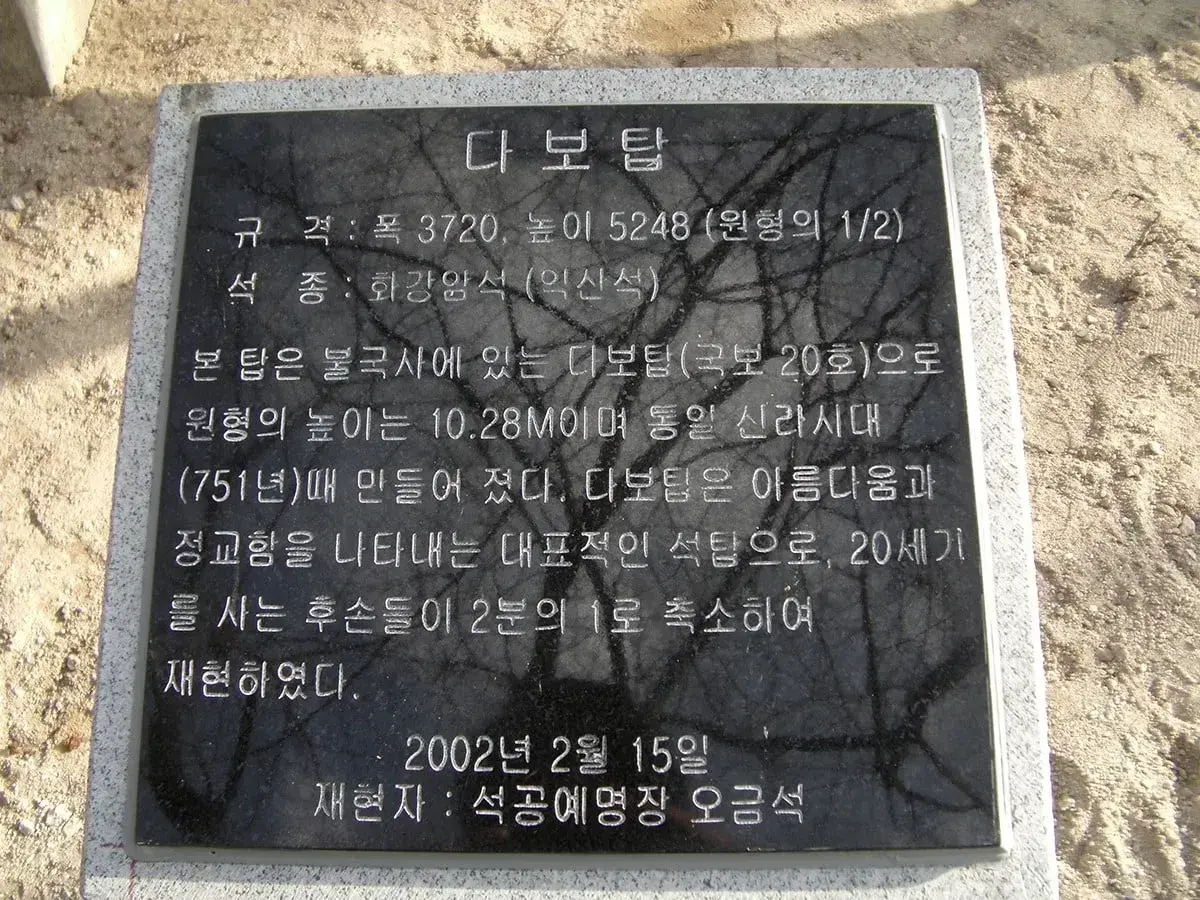 다보탑
규 격 : 폭 3720, 높이 5248 (원형의 1/2)
석 종 : 화강암석 (익산석)
본 탑은 불국사에 있는 다보탑(국보 20호)으로
원형의 높이는 10.28M이며 통일 신라시대
(751년)때 만들어 졌다. 다보탑은 아름다움과
정교함을 나타내는 대표적인 석탑으로, 20세기
를 사는 후손들이 2분의 1로 축소하여
재현하였다.
2002년 2월 15일
재현자 : 석공예명장 오금석